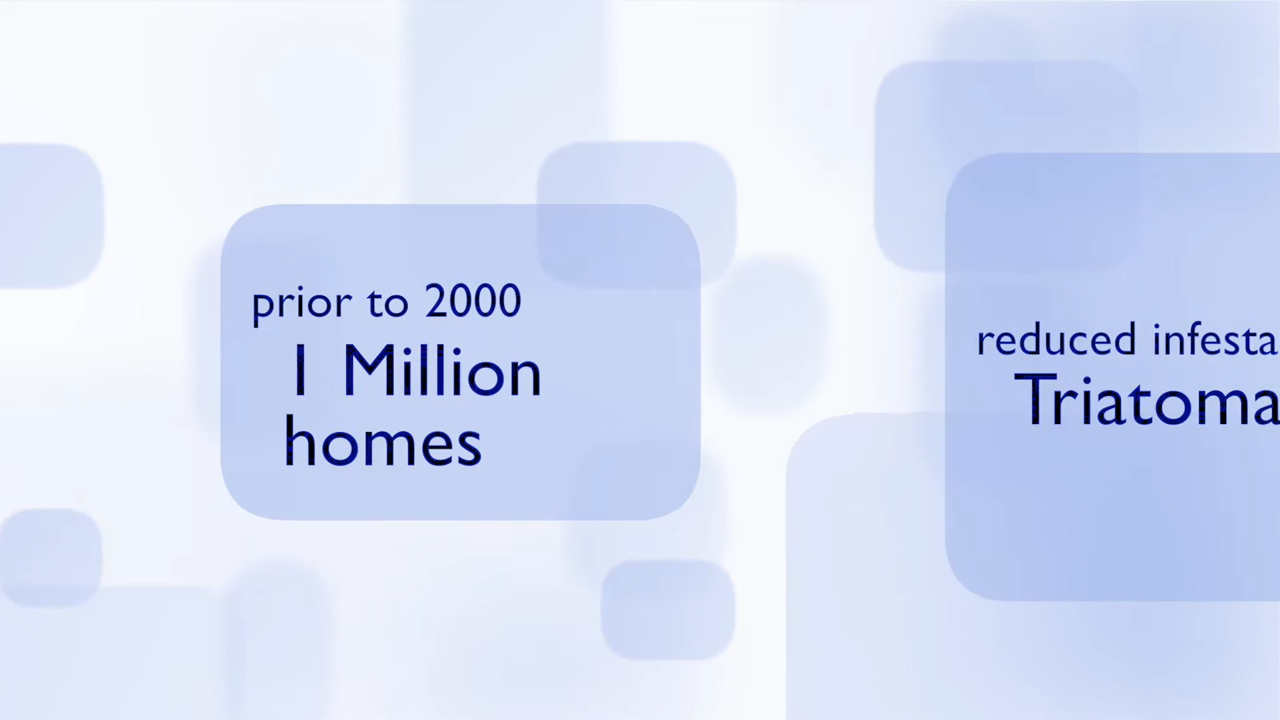 prior to 2000
1 Million
homes
reduced infesta
Triatoma